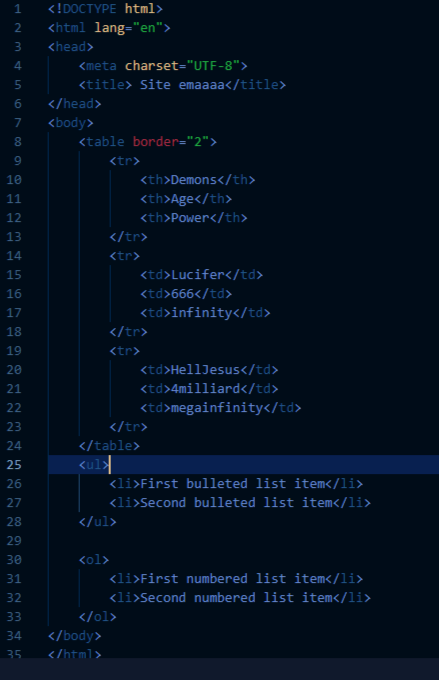 1 <!DOCTYPE html>
2 <html lang="en">
3 <head>
4     <meta charset="UTF-8">
5     <title> Site emaaaa</title>
6 </head>
7 <body>
8     <table border="2">
9         <tr>
10             <th>Demons</th>
11             <th>Age</th>
12             <th>Power</th>
13         </tr>
14         <tr>
15             <td>Lucifer</td>
16             <td>666</td>
17             <td>infinity</td>
18         </tr>
19         <tr>
20             <td>HellJesus</td>
21             <td>4milliard</td>
22             <td>megainfinity</td>
23         </tr>
24     </table>
25     <ul>
26         <li>First bulleted list item</li>
27         <li>Second bulleted list item</li>
28     </ul>
29
30     <ol>
31         <li>First numbered list item</li>
32         <li>Second numbered list item</li>
33     </ol>
34 </body>
35 </html>